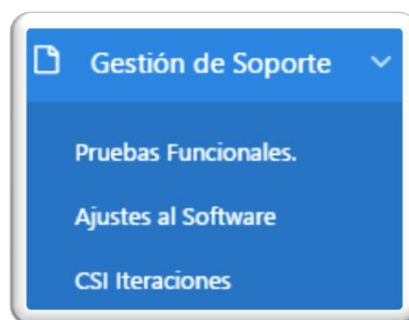 Gestión de Soporte
Pruebas Funcionales.
Ajustes al Software
CSI Iteraciones